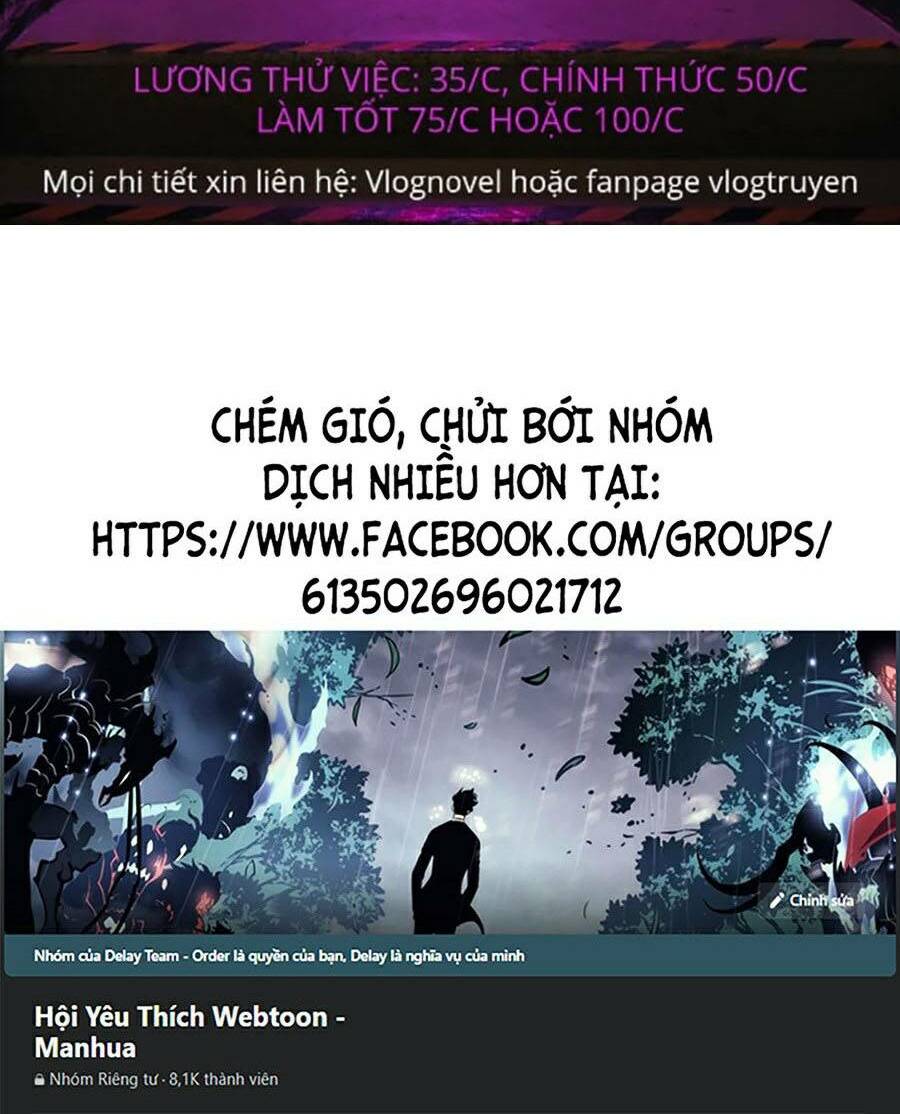 LƯƠNG THỬ VIỆC: 35/C, CHÍNH THỨC 50/C
LÀM TỐT 75/C HOẶC 100/C
Mọi chi tiết xin liên hệ: Vlognovel hoặc fanpage vlogtruyen
CHÉM GIÓ, CHỬI BỚI NHÓM
DỊCH NHIỀU HƠN TẠI:
HTTPS://WWW.FACEBOOK.COM/GROUPS/
613502696021712
Chỉnh sửa
Nhóm của Delay Team - Order là quyền của bạn, Delay là nghĩa vụ của mình
Hội Yêu Thích Webtoon -
Manhua
Nhóm Riêng tư · 8,1K thành viên